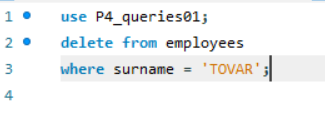 1 use P4_queries01;
2 delete from employees
3 where surname = 'TOVAR';
4